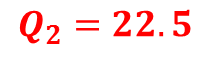 Q₂ = 22.5